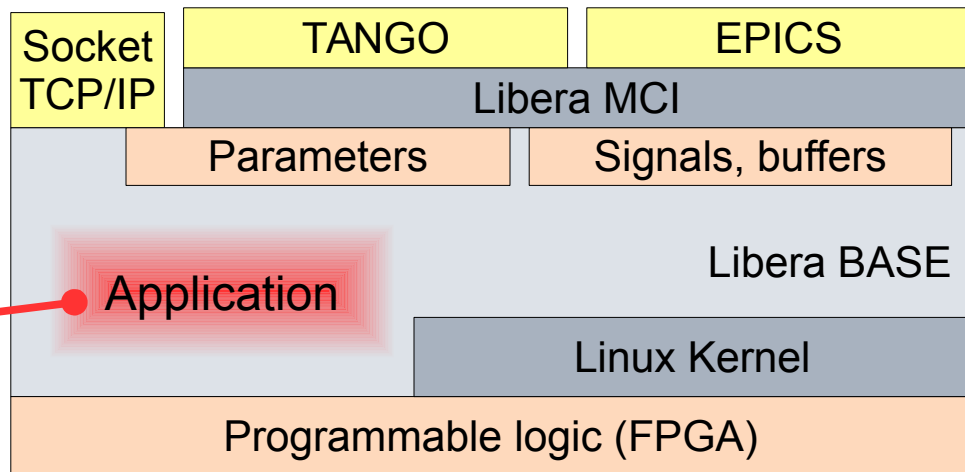 Socket
TCP/IP
TANGO
EPICS
Libera MCI
Parameters
Signals, buffers
Libera BASE
Application
Linux Kernel
Programmable logic (FPGA)